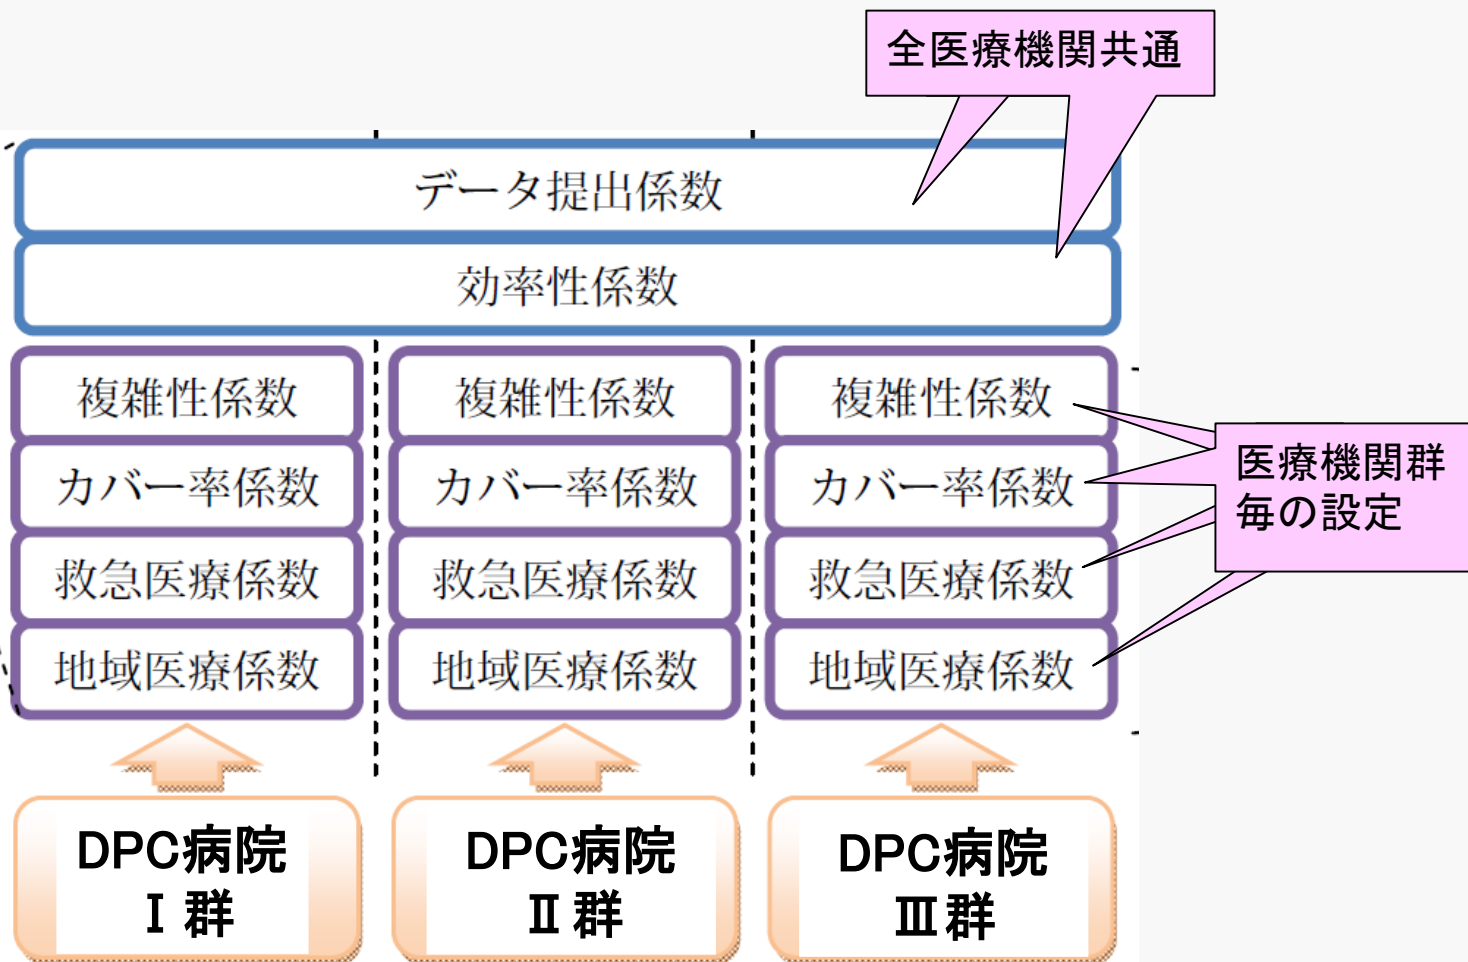 全医療機関共通
データ提出係数
効率性係数
複雑性係数
複雑性係数
複雑性係数
カバー率係数
カバー率係数
カバー率係数
医療機関群
毎の設定
救急医療係数
救急医療係数
救急医療係数
地域医療係数
地域医療係数
地域医療係数
DPC病院
Ⅰ群
DPC病院
Ⅱ群
DPC病院
Ⅲ群